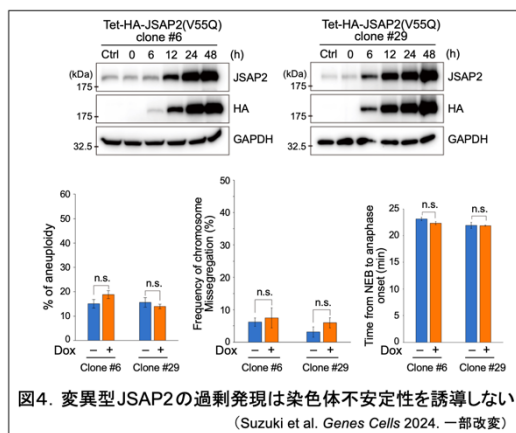 Tet-HA-JSAP2(V55Q)
clone #6
Ctrl 0 6 12 24 48 (h)
(kDa)
175
JSAP2
175
HA
32.5
GAPDH
Tet-HA-JSAP2(V55Q)
clone #29
Ctrl 0 6 12 24 48 (h)
(kDa)
175
JSAP2
175
HA
32.5
GAPDH
% of aneuploidy
60
50
40
30
20
10
0
n.s. n.s.
Dox − + − +
Clone #6 Clone #29
Frequency of chromosome
Missegregation (%)
40
30
20
10
0
n.s. n.s.
Dox − + − +
Clone #6 Clone #29
Time from NEB to anaphase
onset (min)
25
20
15
10
5
0
n.s. n.s.
Dox − + − +
Clone #6 Clone #29
図4. 変異型JSAP2の過剰発現は染色体不安定性を誘導しない
(Suzuki et al. Genes Cells 2024. 一部改変)